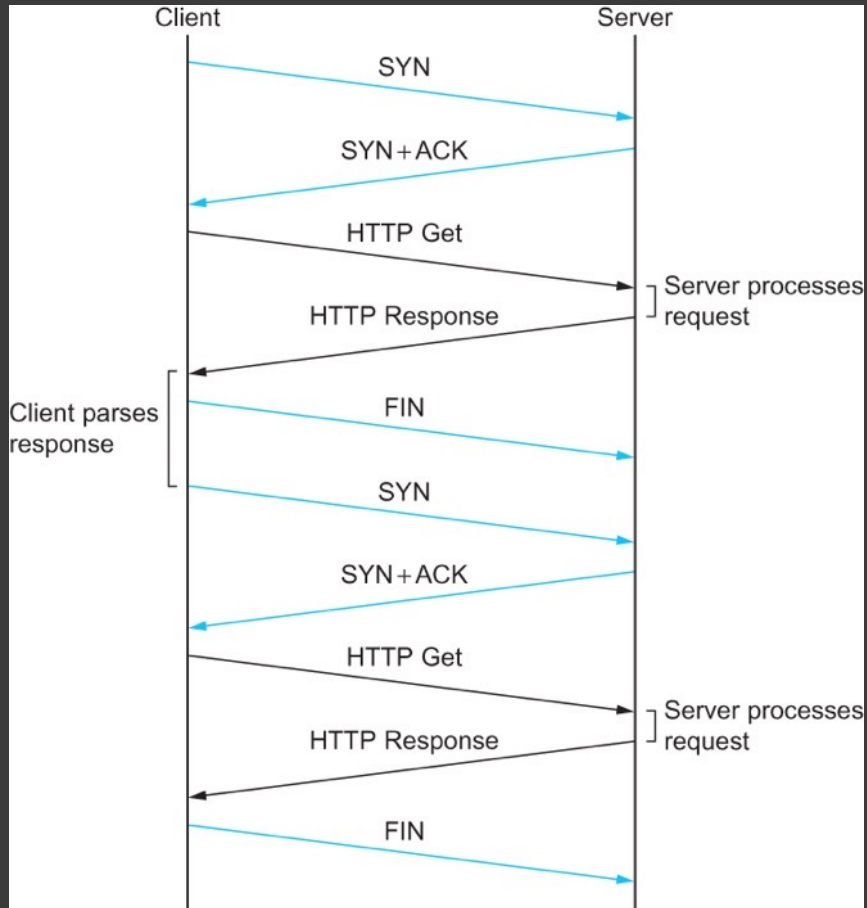 Client
Server
SYN
SYN+ACK
HTTP Get
Server processes
request
HTTP Response
Client parses
response
FIN
SYN
SYN+ACK
HTTP Get
Server processes
request
HTTP Response
FIN